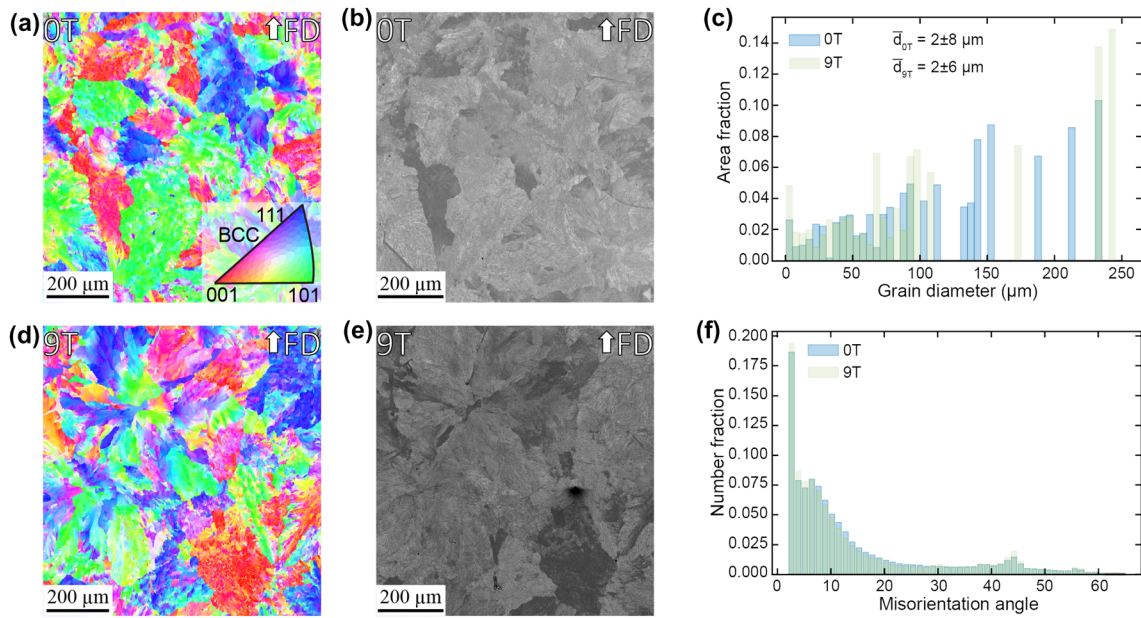 (a)
0T
FD
111
BCC
001
101
200 µm
(b)
0T
FD
200 µm
(c)
Area fraction
0.14
0.12
0.10
0.08
0.06
0.04
0.02
0.00
0T
9T
d0T = 2±8 µm
d9T = 2±6 µm
0
50
100
150
200
250
Grain diameter (µm)
(d)
9T
FD
200 µm
(e)
9T
FD
200 µm
(f)
Number fraction
0.200
0.175
0.150
0.125
0.100
0.075
0.050
0.025
0.000
0T
9T
0
10
20
30
40
50
60
Misorientation angle